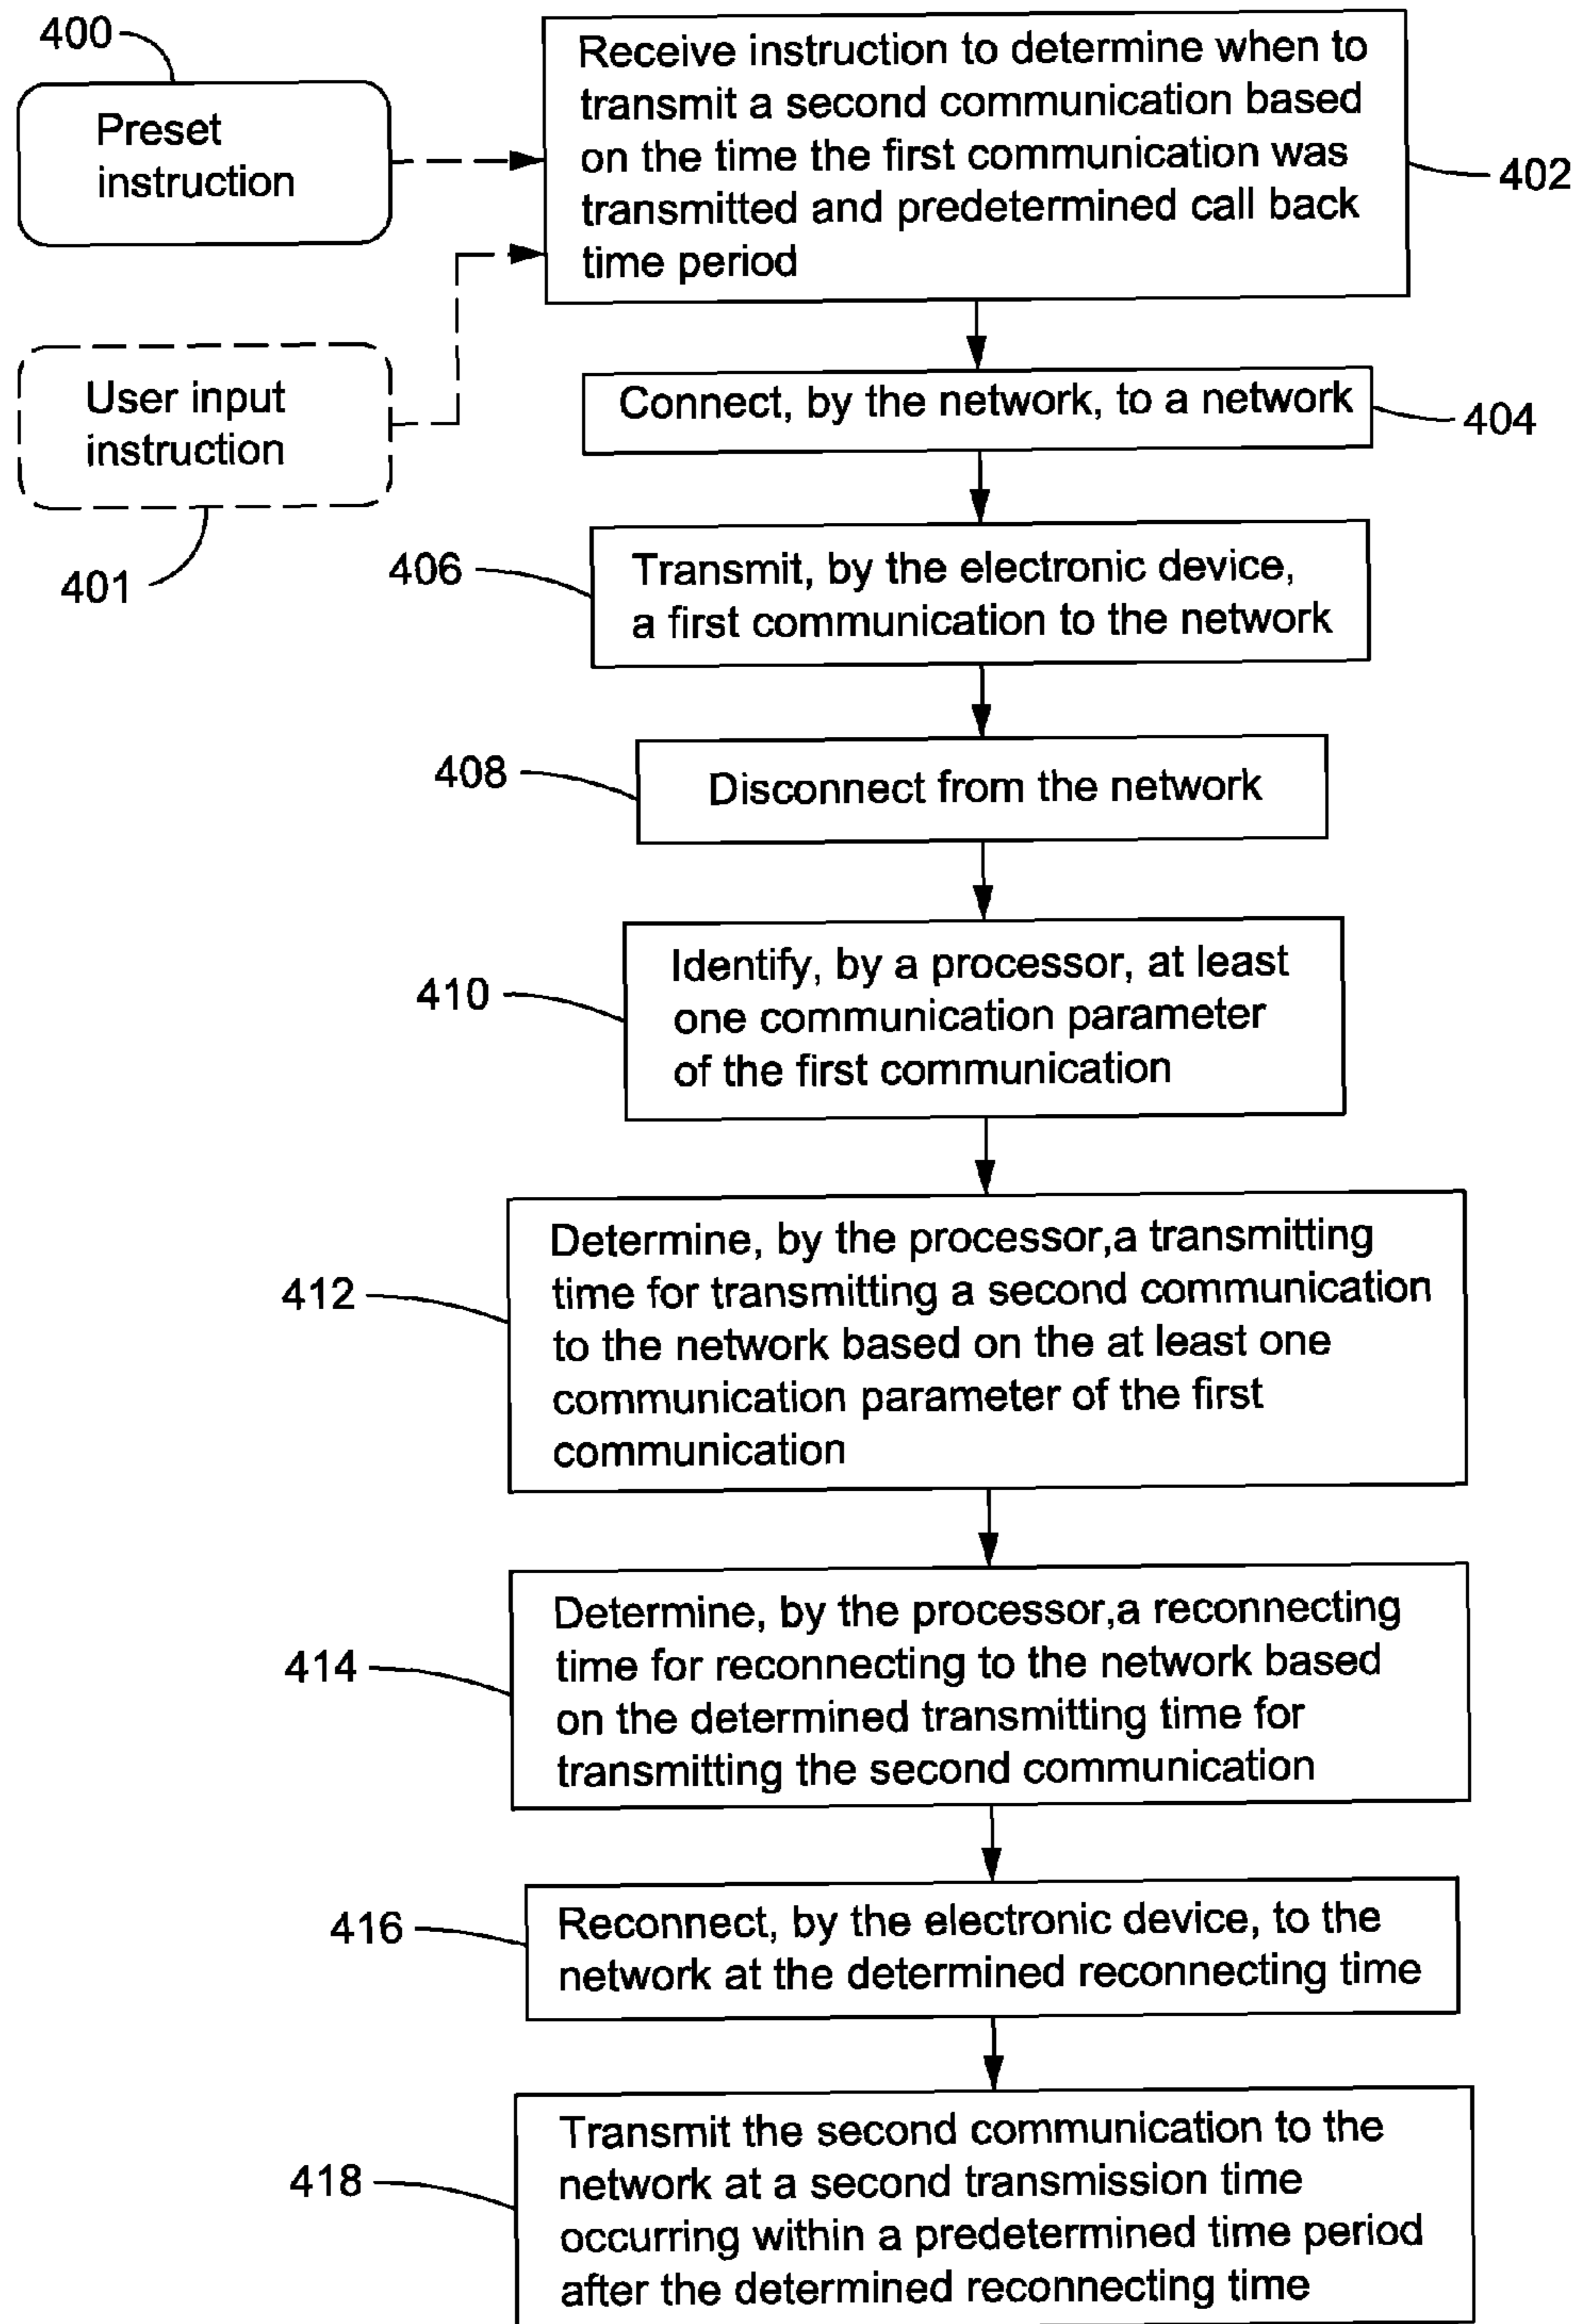 400
Preset
instruction
User input
instruction
401
Receive instruction to determine when to
transmit a second communication based
on the time the first communication was
transmitted and predetermined call back
time period
402
Connect, by the network, to a network
404
406
Transmit, by the electronic device,
a first communication to the network
408
Disconnect from the network
410
Identify, by a processor, at least
one communication parameter
of the first communication
412
Determine, by the processor,a transmitting
time for transmitting a second communication
to the network based on the at least one
communication parameter of the first
communication
414
Determine, by the processor,a reconnecting
time for reconnecting to the network based
on the determined transmitting time for
transmitting the second communication
416
Reconnect, by the electronic device, to the
network at the determined reconnecting time
418
Transmit the second communication to the
network at a second transmission time
occurring within a predetermined time period
after the determined reconnecting time